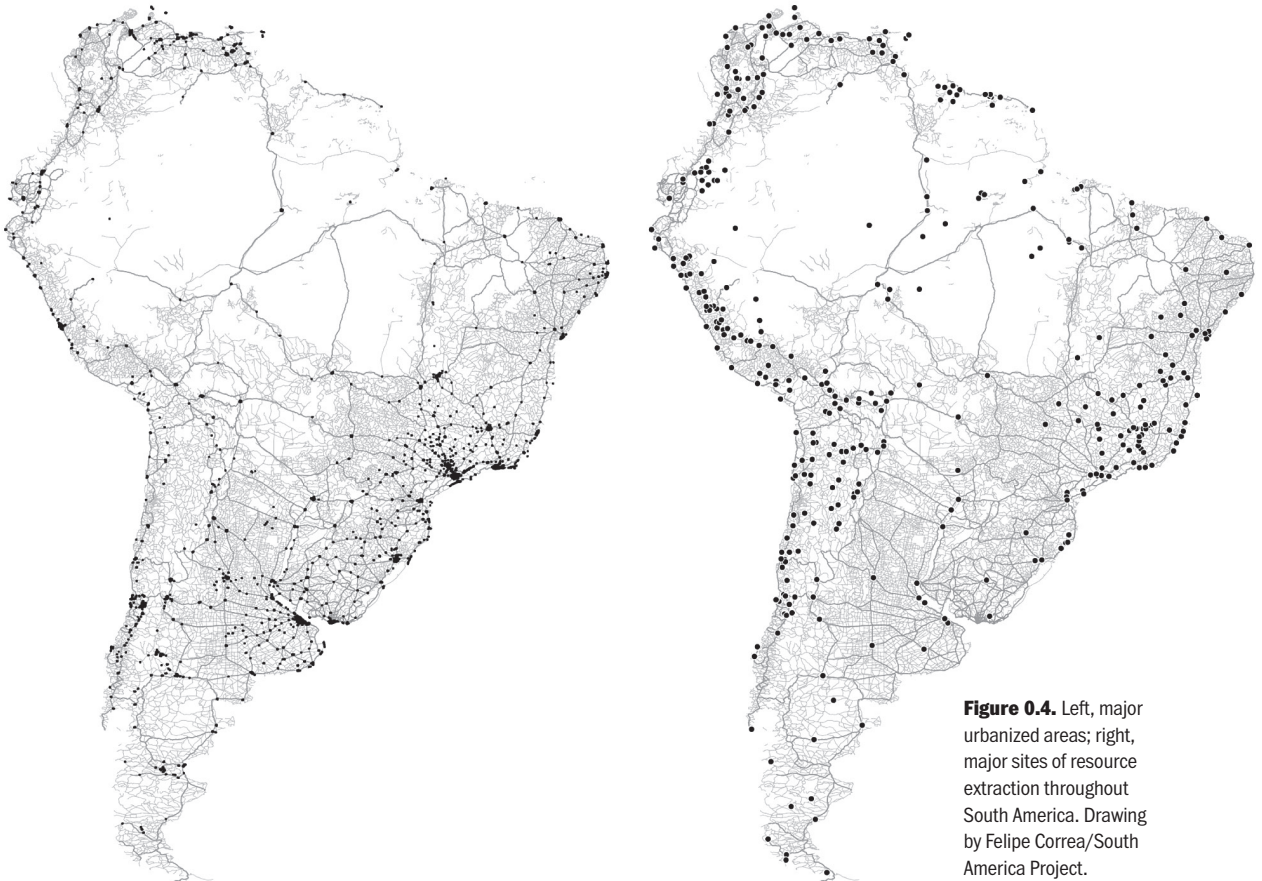 Figure 0.4. Left, major
urbanized areas; right,
major sites of resource
extraction throughout
South America. Drawing
by Felipe Correa/South
America Project.